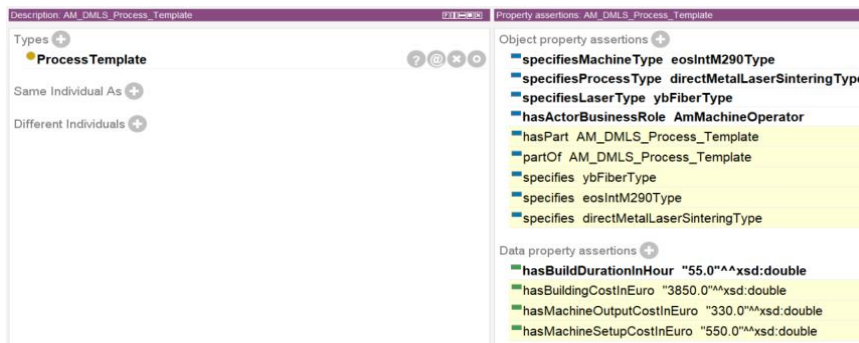 Description: AM_DMLS_Process_Template
Types
ProcessTemplate
Same Individual As
Different Individuals
Property assertions: AM_DMLS_Process_Template
Object property assertions
specifiesMachineType eosIntM290Type
specifiesProcessType directMetalLaserSinteringType
specifiesLaserType ybFiberType
hasActorBusinessRole AmMachineOperator
hasPart AM_DMLS_Process_Template
partOf AM_DMLS_Process_Template
specifies ybFiberType
specifies eosIntM290Type
specifies directMetalLaserSinteringType
Data property assertions
hasBuildDurationInHour "55.0"^^xsd:double
hasBuildingCostInEuro "3850.0"^^xsd:double
hasMachineOutputCostInEuro "330.0"^^xsd:double
hasMachineSetupCostInEuro "550.0"^^xsd:double